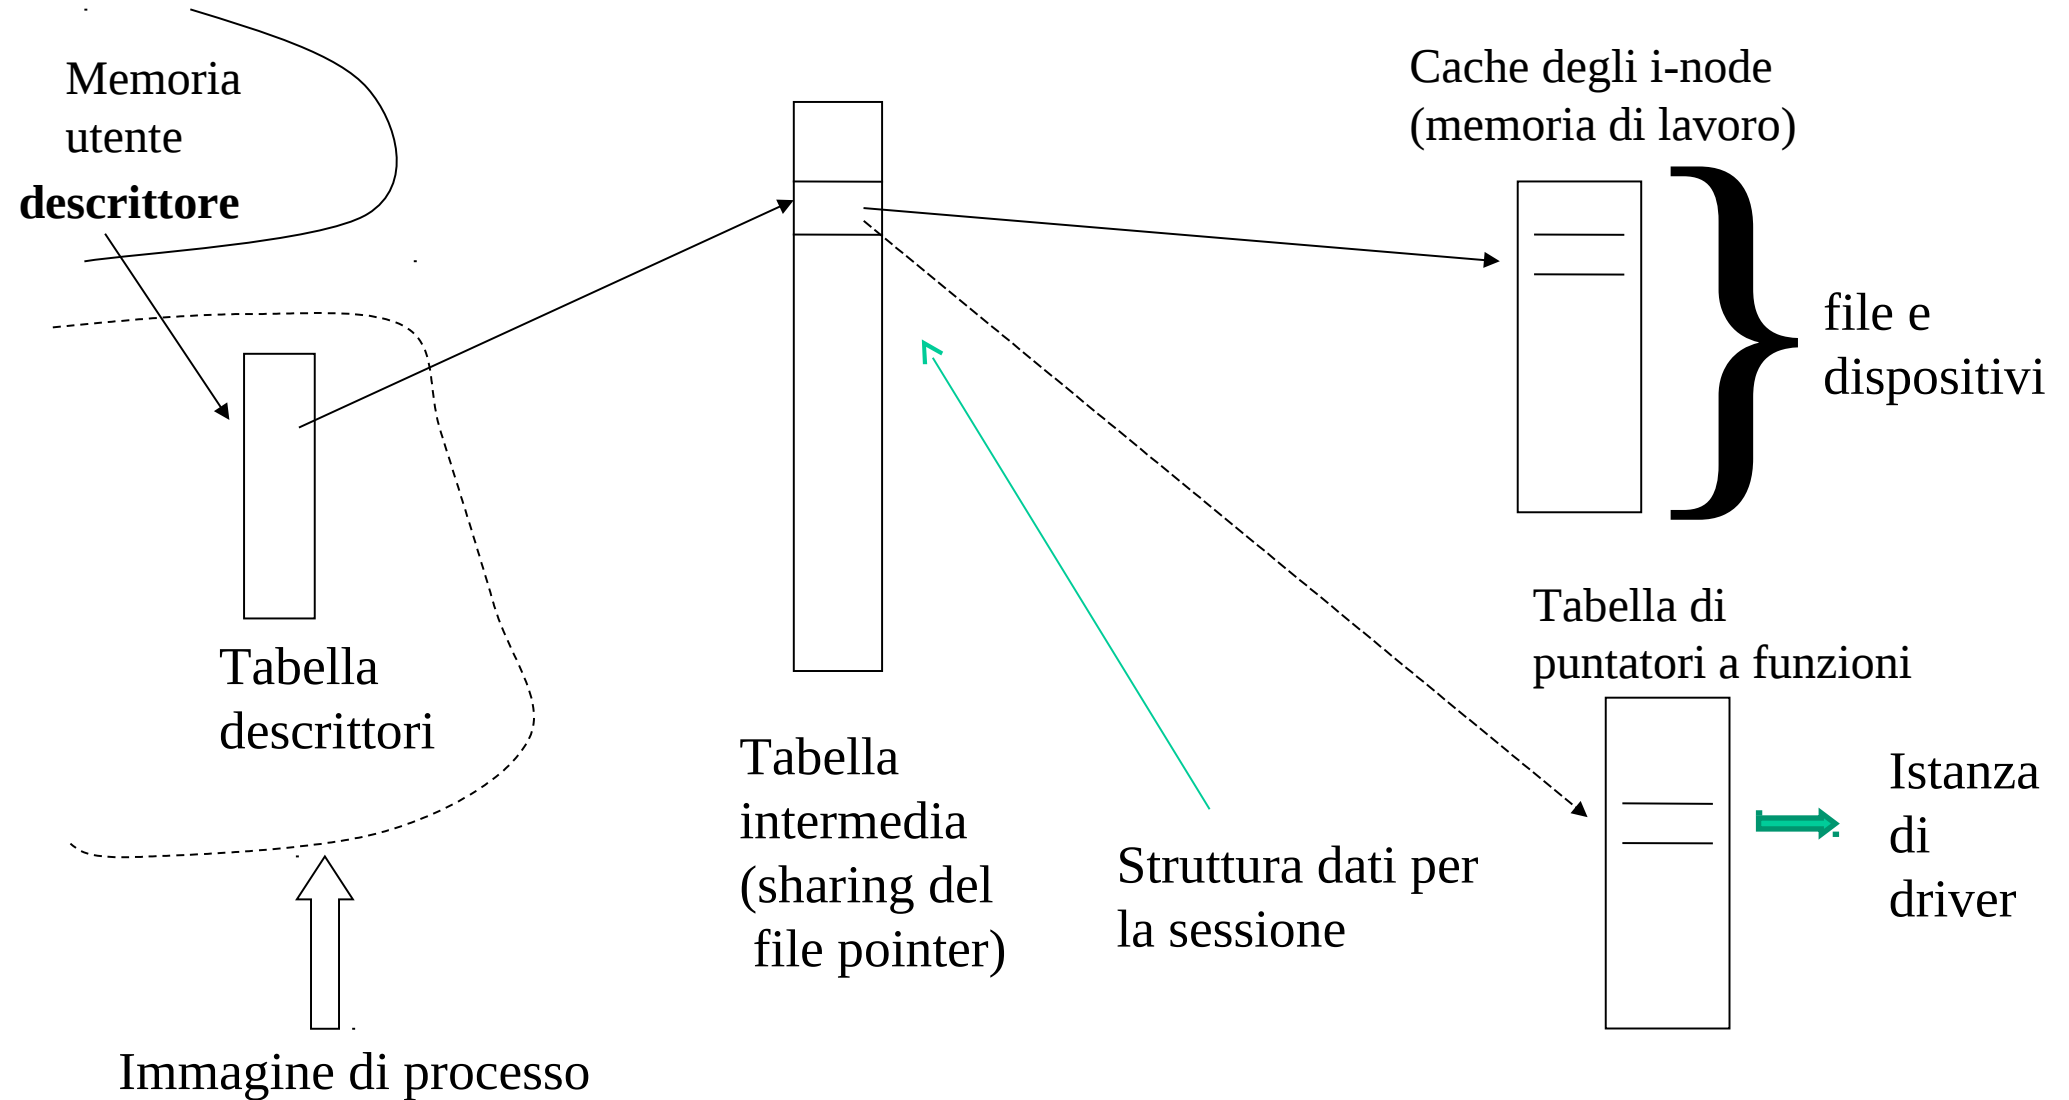 Memoria
utente
descrittore
Tabella
descrittori
Immagine di processo
Tabella
intermedia
(sharing del
file pointer)
Struttura dati per
la sessione
Cache degli i-node
(memoria di lavoro)
}
file e
dispositivi
Tabella di
puntatori a funzioni
Istanza
di
driver